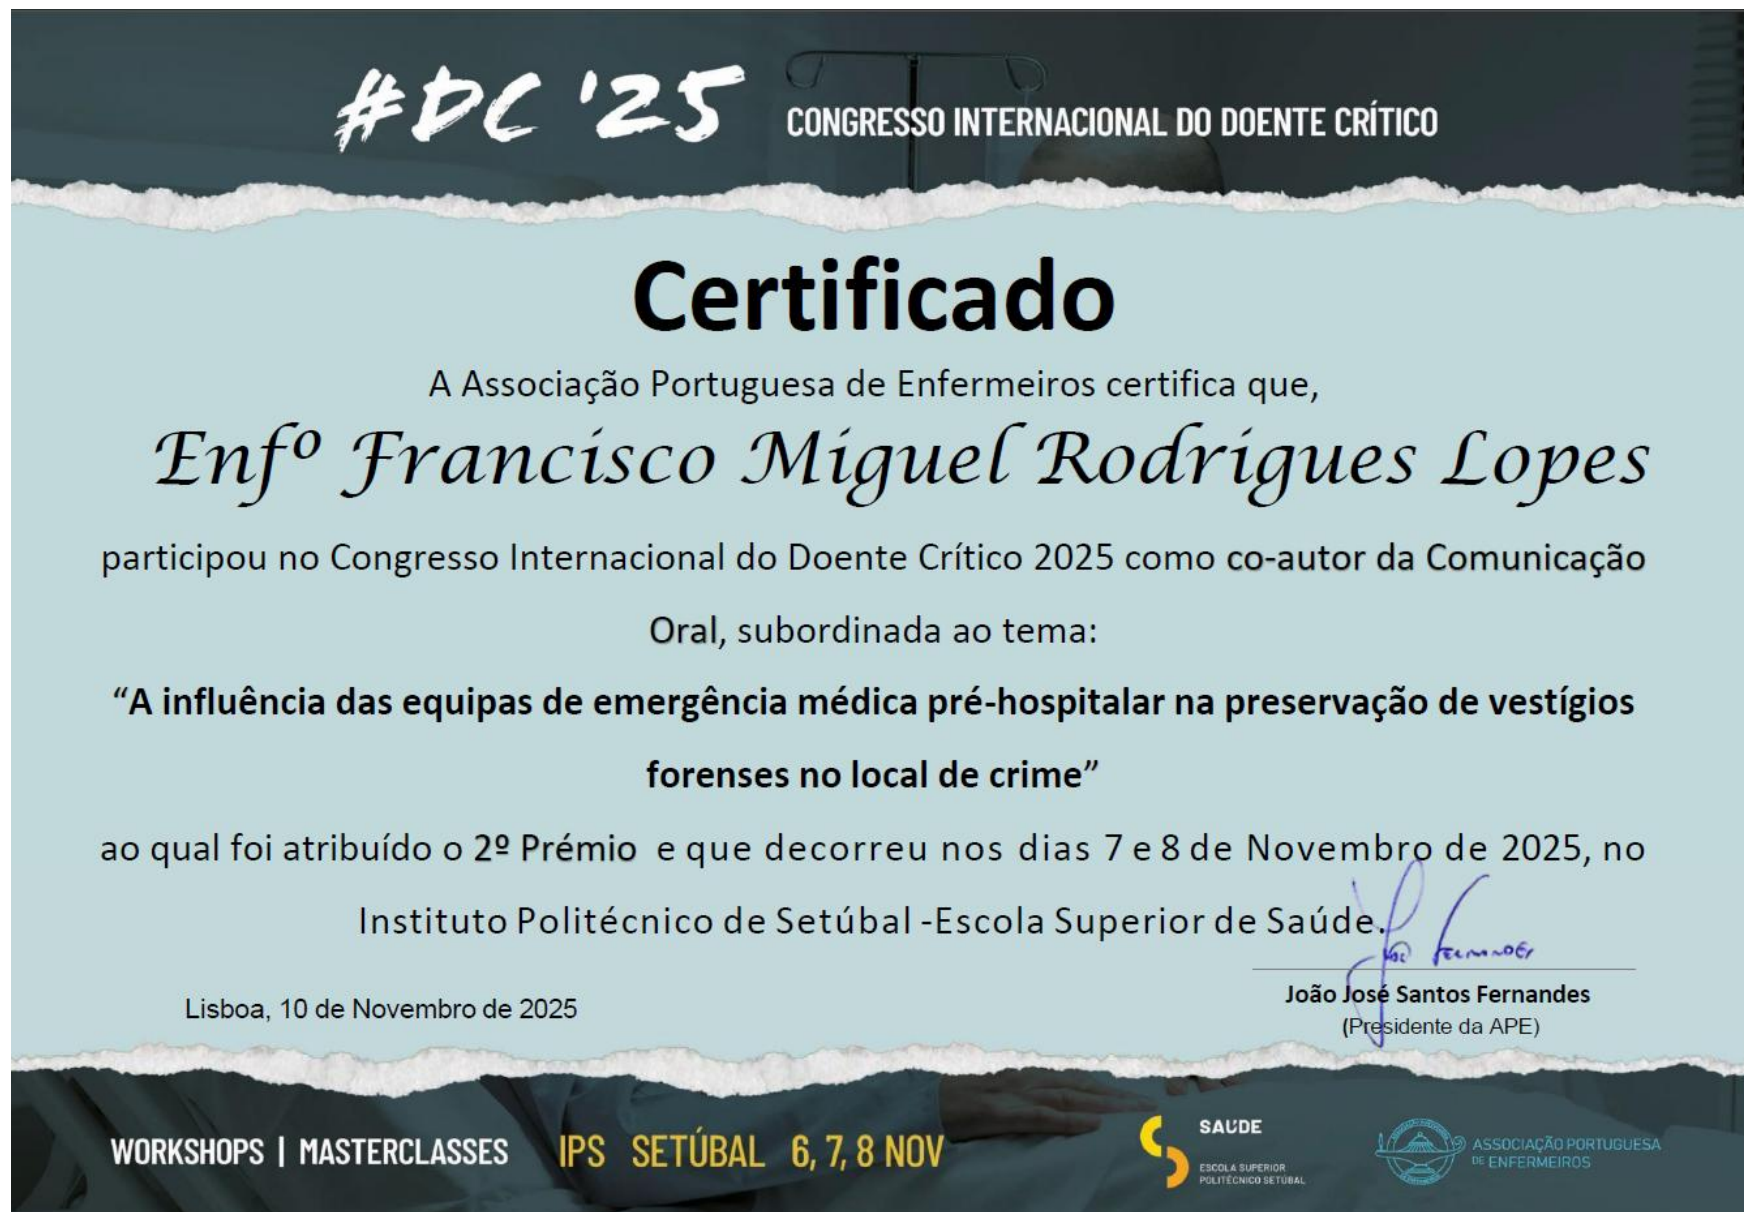 #DC '25 CONGRESSO INTERNACIONAL DO DOENTE CRÍTICO
Certificado
A Associação Portuguesa de Enfermeiros certifica que,
Enfº Francisco Miguel Rodrigues Lopes
participou no Congresso Internacional do Doente Crítico 2025 como co-autor da Comunicação
Oral, subordinada ao tema:
“A influência das equipas de emergência médica pré-hospitalar na preservação de vestígios
forenses no local de crime”
ao qual foi atribuído o 2º Prémio e que decorreu nos dias 7 e 8 de Novembro de 2025, no
Instituto Politécnico de Setúbal -Escola Superior de Saúde.
João Fernandes
João José Santos Fernandes
(Presidente da APE)
Lisboa, 10 de Novembro de 2025
WORKSHOPS | MASTERCLASSES IPS SETÚBAL 6, 7, 8 NOV
SAÚDE
ESCOLA SUPERIOR
POLITÉCNICO SETÚBAL
ASSOCIAÇÃO PORTUGUESA
DE ENFERMEIROS